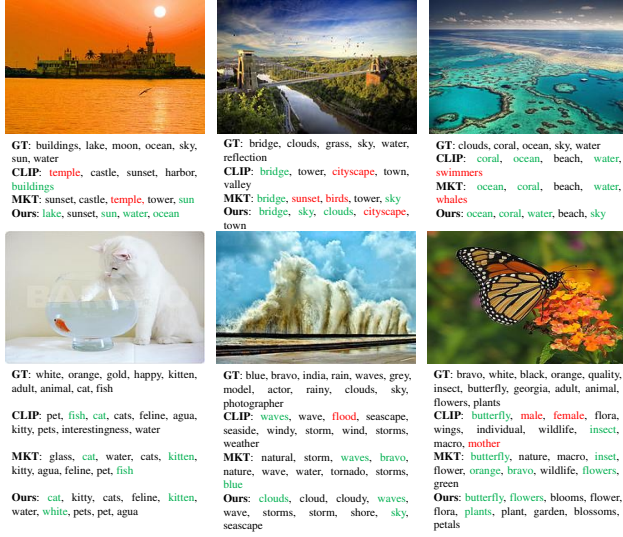 GT: buildings, lake, moon, ocean, sky,
sun, water
CLIP: temple, castle, sunset, harbor,
buildings
MKT: sunset, castle, temple, tower, sun
Ours: lake, sunset, sun, water, ocean
GT: bridge, clouds, grass, sky, water,
reflection
CLIP: bridge, tower, cityscape, town,
valley
MKT: bridge, sunset, birds, tower, sky
Ours: bridge, sky, clouds, cityscape,
town
GT: clouds, coral, ocean, sky, water
CLIP: coral, ocean, beach, water,
swimmers
MKT: ocean, coral, beach, water,
whales
Ours: ocean, coral, water, beach, sky
GT: white, orange, gold, happy, kitten,
adult, animal, cat, fish
CLIP: pet, fish, cat, cats, feline, agua,
kitty, pets, interestingness, water
MKT: glass, cat, water, cats, kitten,
kitty, agua, feline, pet, fish
Ours: cat, kitty, cats, feline, kitten,
water, white, pets, pet, agua
GT: blue, bravo, india, rain, waves, grey,
model, actor, rainy, clouds, sky,
photographer
CLIP: waves, wave, flood, seascape,
seaside, windy, storm, wind, storms,
weather
MKT: natural, storm, waves, bravo,
nature, wave, water, tornado, storms,
blue
Ours: clouds, cloud, cloudy, waves,
wave, storms, storm, shore, sky,
seascape
GT: bravo, white, black, orange, quality,
insect, butterfly, georgia, adult, animal,
flowers, plants
CLIP: butterfly, male, female, flora,
wings, individual, wildlife, insect,
macro, mother
MKT: butterfly, nature, macro, inset,
flower, orange, bravo, wildlife, flowers,
green
Ours: butterfly, flowers, blooms, flower,
flora, plants, plant, garden, blossoms,
petals